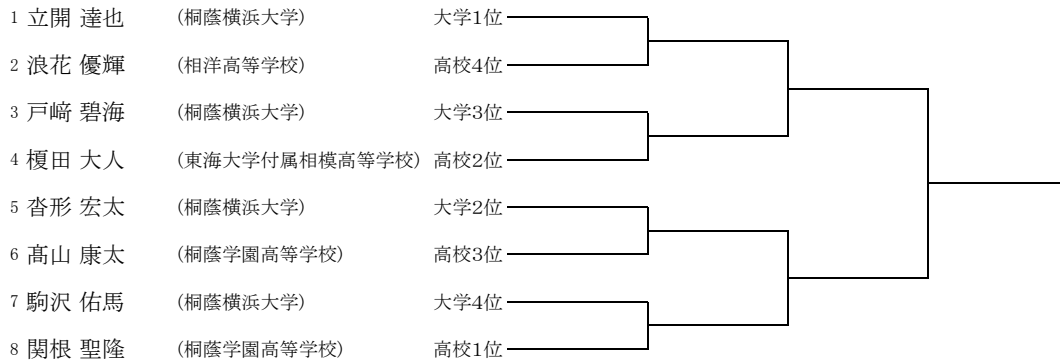 1 立開 達也 (桐蔭横浜大学) 大学1位
2 浪花 優輝 (相洋高等学校) 高校4位
3 戸﨑 碧海 (桐蔭横浜大学) 大学3位
4 榎田 大人 (東海大学付属相模高等学校) 高校2位
5 沓形 宏太 (桐蔭横浜大学) 大学2位
6 髙山 康太 (桐蔭学園高等学校) 高校3位
7 駒沢 佑馬 (桐蔭横浜大学) 大学4位
8 関根 聖隆 (桐蔭学園高等学校) 高校1位